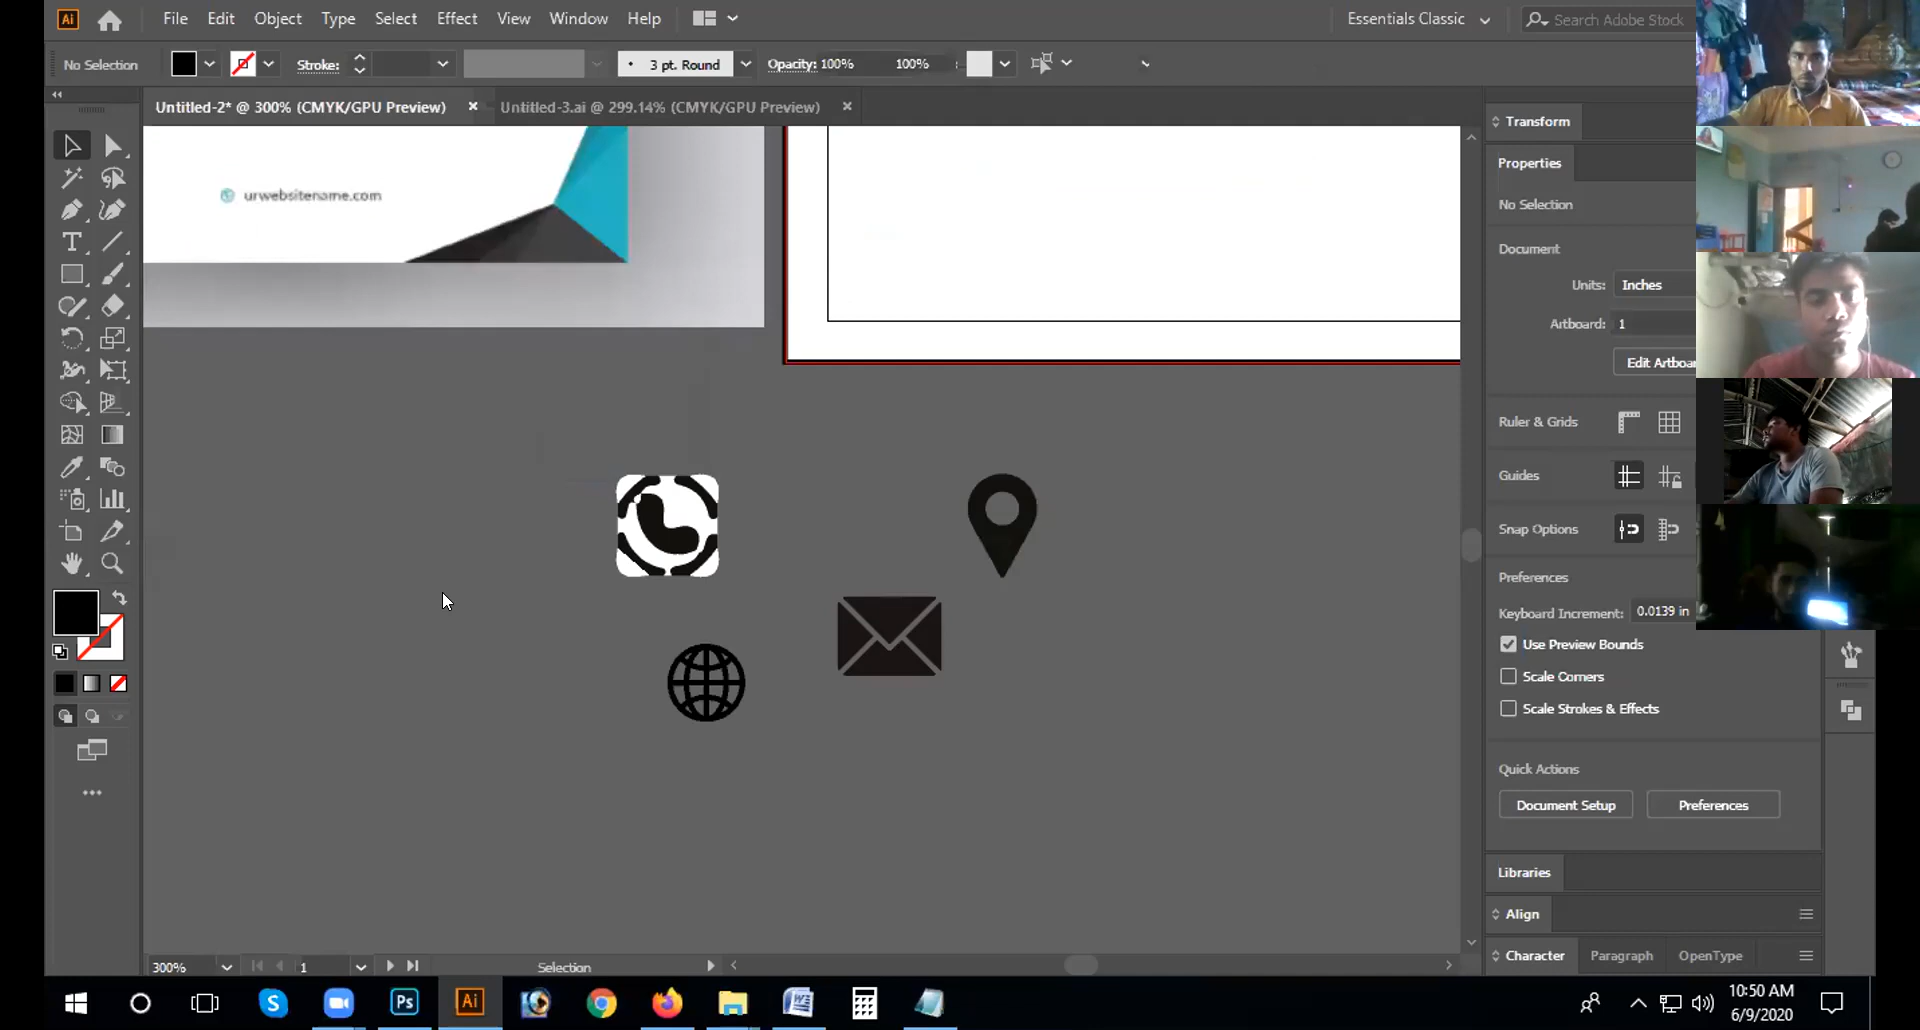 Ai File Edit Object Type Select Effect View Window Help Essentials Classic Search Adobe Stock
No Selection Stroke: 3 pt. Round Opacity: 100% 100%
Untitled-2* @ 300% (CMYK/GPU Preview) × Untitled-3.ai @ 299.14% (CMYK/GPU Preview) ×
Transform
Properties
urwebsitename.com
No Selection
Document
Units: Inches
Artboard: 1
Edit Artboa
Ruler & Grids
Guides
Snap Options
Preferences
Keyboard Increment: 0.0139 in
Use Preview Bounds
Scale Corners
Scale Strokes & Effects
Quick Actions
Document Setup Preferences
Libraries
Align
Character Paragraph OpenType
300% 1 Selection
Ps Ai
10:50 AM
6/9/2020